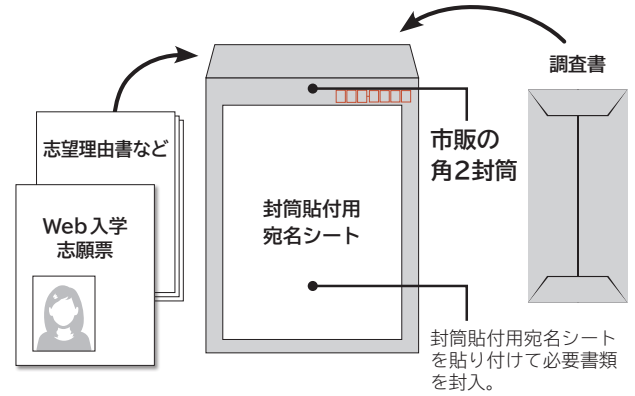 調査書
志望理由書など
市販の
角2封筒
Web入学
志願票
封筒貼付用
宛名シート
封筒貼付用宛名シート
を貼り付けて必要書類
を封入。